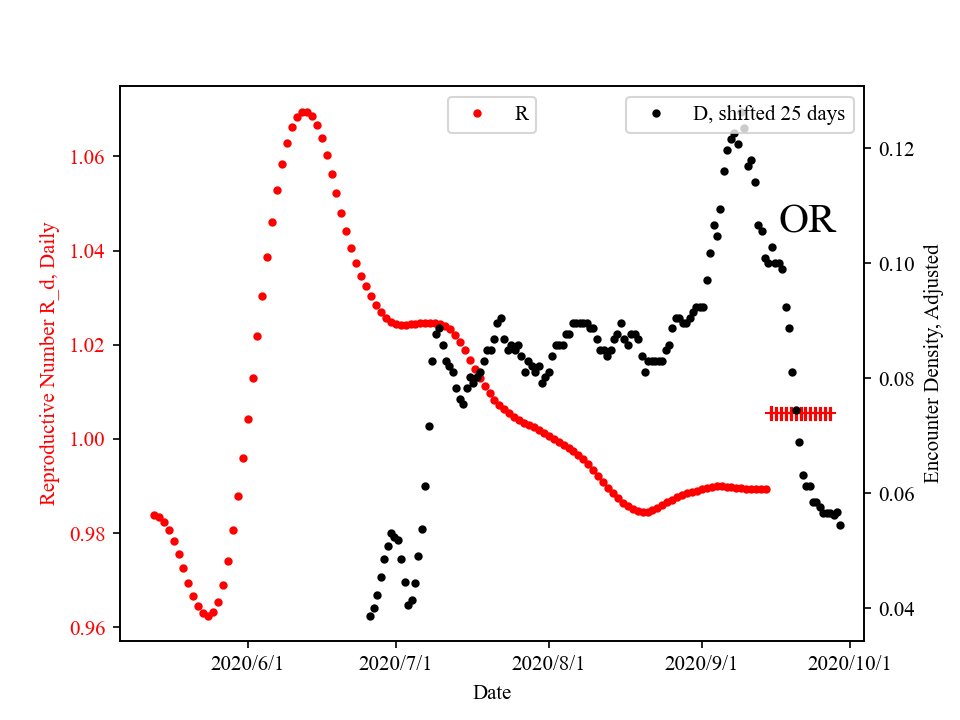 R
D, shifted 25 days
OR
Reproductive Number R_d, Daily
1.06
1.04
1.02
1.00
0.98
0.96
Encounter Density, Adjusted
0.12
0.10
0.08
0.06
0.04
2020/6/1
2020/7/1
2020/8/1
2020/9/1
2020/10/1
Date